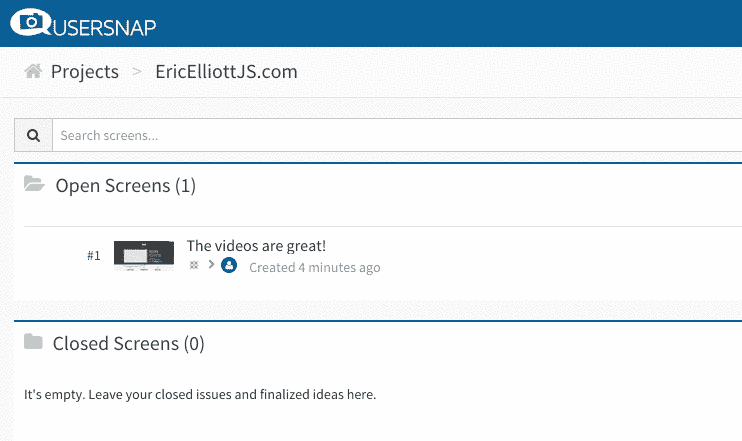 USERSNAP
Projects > EricElliottJS.com
Search screens...
Open Screens (1)
#1
The videos are great!
Created 4 minutes ago
Closed Screens (0)
It's empty. Leave your closed issues and finalized ideas here.